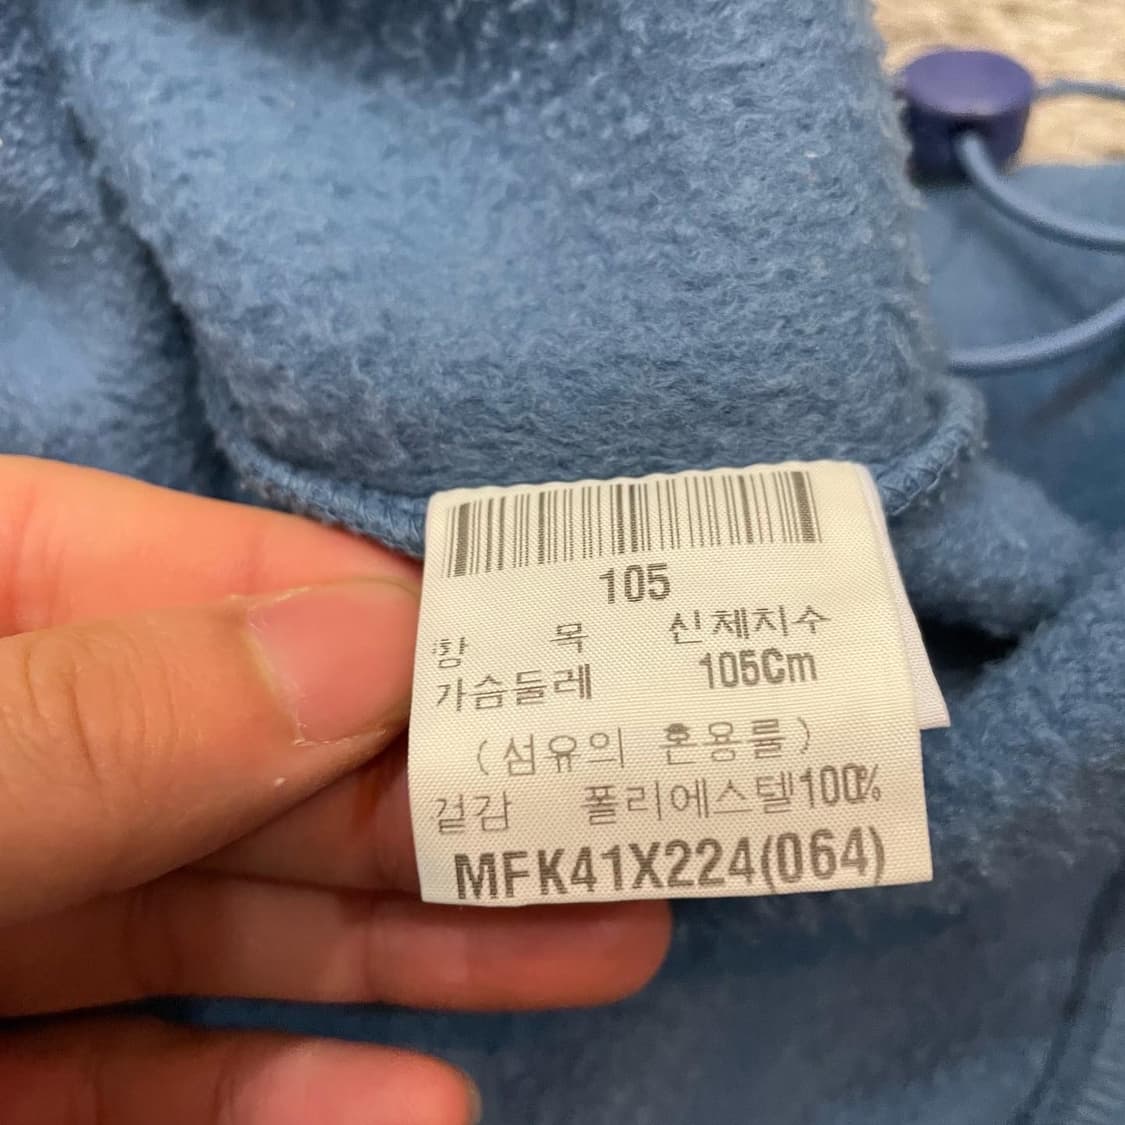 105
항 목 신체치수
가슴둘레 105Cm
(섬유의 혼용률)
겉감 폴리에스텔100%
MFK41X224(064)